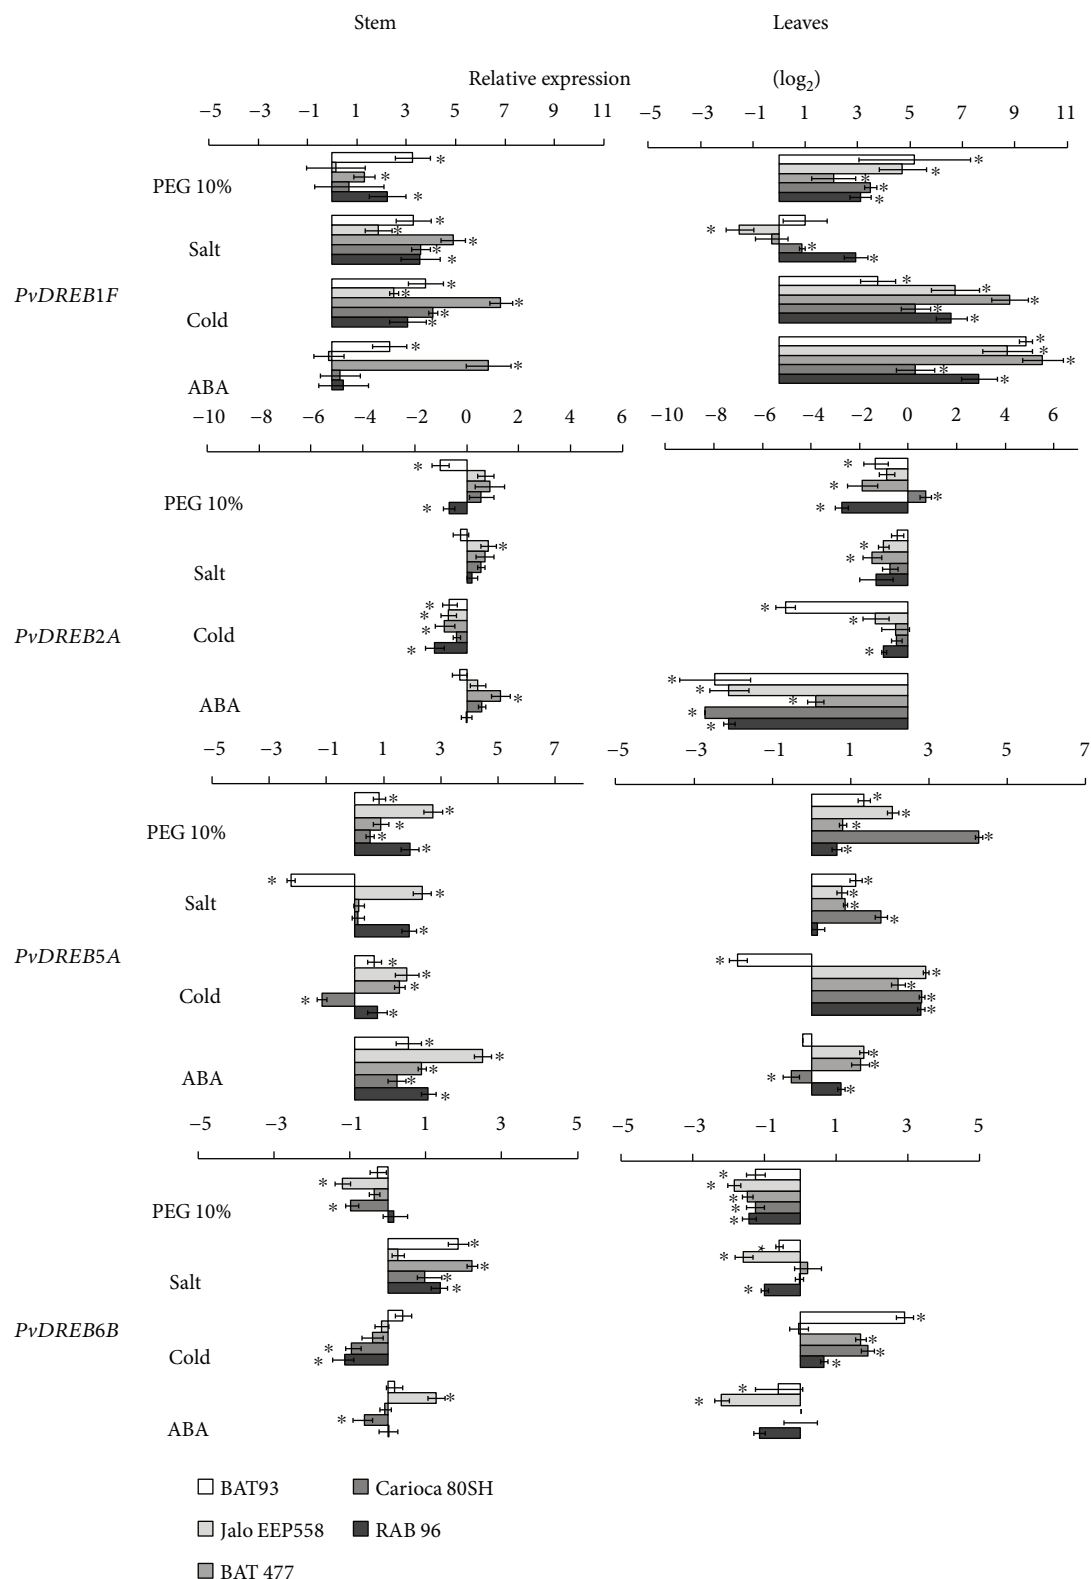 Stem Leaves
Relative expression (log2)
−5 −3 −1 1 3 5 7 9 11 −5 −3 −1 1 3 5 7 9 11
PvDREB1F
PEG 10%
* * * * * * * *
Salt
* * * * * * * *
Cold
* * * * * * * * * *
ABA
* * * * * * *
−10 −8 −6 −4 −2 0 2 4 6 −10 −8 −6 −4 −2 0 2 4 6
PvDREB2A
PEG 10%
* * * * * *
Salt
* * *
Cold
* * * * * * *
ABA
* * * * * *
−5 −3 −1 1 3 5 7 −5 −3 −1 1 3 5 7
PvDREB5A
PEG 10%
* * * * * * * * * *
Salt
* * * * * * *
Cold
* * * * * * * * * *
ABA
* * * * * * * * *
−5 −3 −1 1 3 5 −5 −3 −1 1 3 5
PvDREB6B
PEG 10%
* * * * * * *
Salt
* * * * * * *
Cold
* * * * * *
ABA
* * * *
BAT93 Carioca 80SH
Jalo EEP558 RAB 96
BAT 477